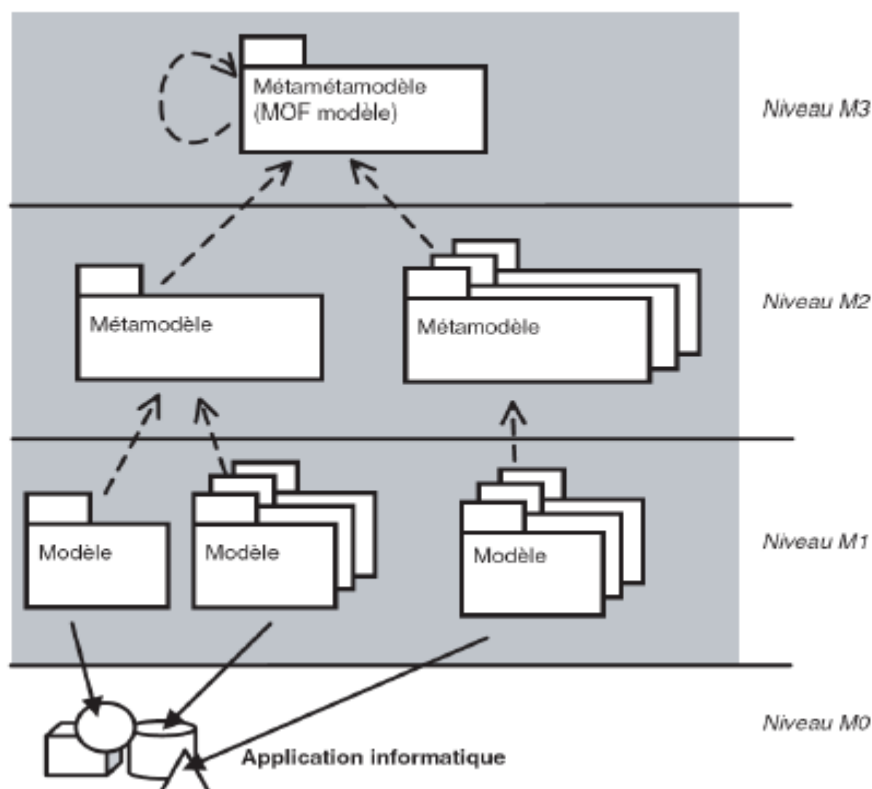 Métamétamodèle
(MOF modèle)
Niveau M3
Métamodèle
Métamodèle
Niveau M2
Modèle
Modèle
Modèle
Niveau M1
Niveau M0
Application informatique